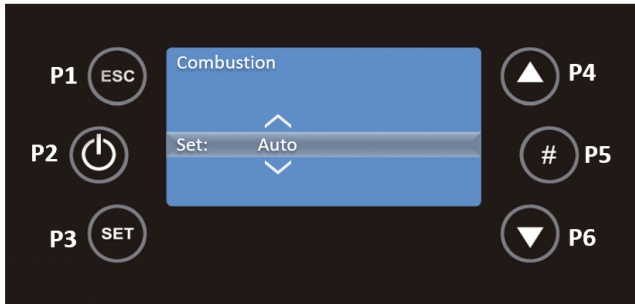 P1 ESC
Combustion
P4
P2
Set: Auto
# P5
P3 SET
P6